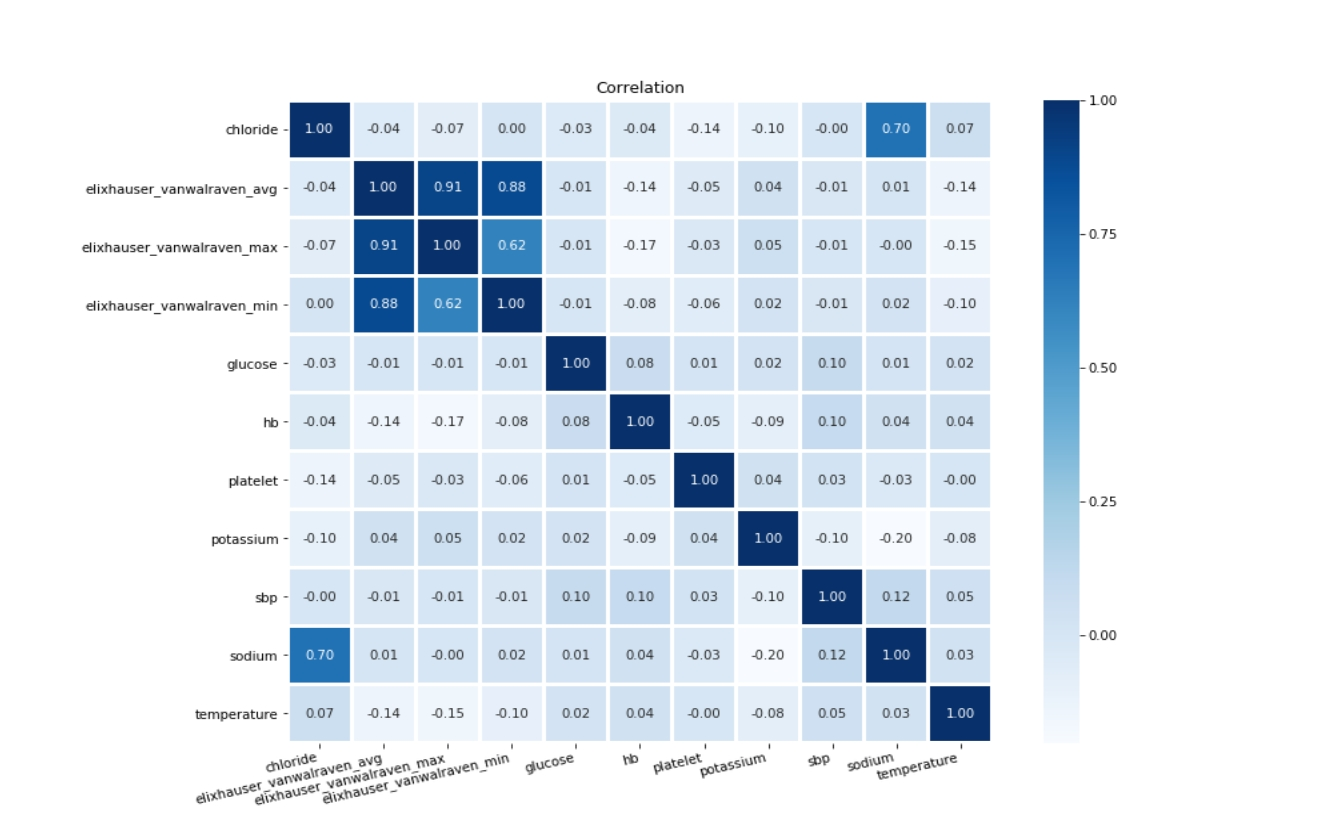 Correlation
chloride 1.00 -0.04 -0.07 0.00 -0.03 -0.04 -0.14 -0.10 -0.00 0.70 0.07
elixhauser_vanwalraven_avg -0.04 1.00 0.91 0.88 -0.01 -0.14 -0.05 0.04 -0.01 0.01 -0.14
elixhauser_vanwalraven_max -0.07 0.91 1.00 0.62 -0.01 -0.17 -0.03 0.05 -0.01 -0.00 -0.15
elixhauser_vanwalraven_min 0.00 0.88 0.62 1.00 -0.01 -0.08 -0.06 0.02 -0.01 0.02 -0.10
glucose -0.03 -0.01 -0.01 -0.01 1.00 0.08 0.01 0.02 0.10 0.01 0.02
hb -0.04 -0.14 -0.17 -0.08 0.08 1.00 -0.05 -0.09 0.10 0.04 0.04
platelet -0.14 -0.05 -0.03 -0.06 0.01 -0.05 1.00 0.04 0.03 -0.03 -0.00
potassium -0.10 0.04 0.05 0.02 0.02 -0.09 0.04 1.00 -0.10 -0.20 -0.08
sbp -0.00 -0.01 -0.01 -0.01 0.10 0.10 0.03 -0.10 1.00 0.12 0.05
sodium 0.70 0.01 -0.00 0.02 0.01 0.04 -0.03 -0.20 0.12 1.00 0.03
temperature 0.07 -0.14 -0.15 -0.10 0.02 0.04 -0.00 -0.08 0.05 0.03 1.00
chloride
elixhauser_vanwalraven_avg
elixhauser_vanwalraven_max
elixhauser_vanwalraven_min
glucose
hb
platelet
potassium
sbp
sodium
temperature
1.00
0.75
0.50
0.25
0.00